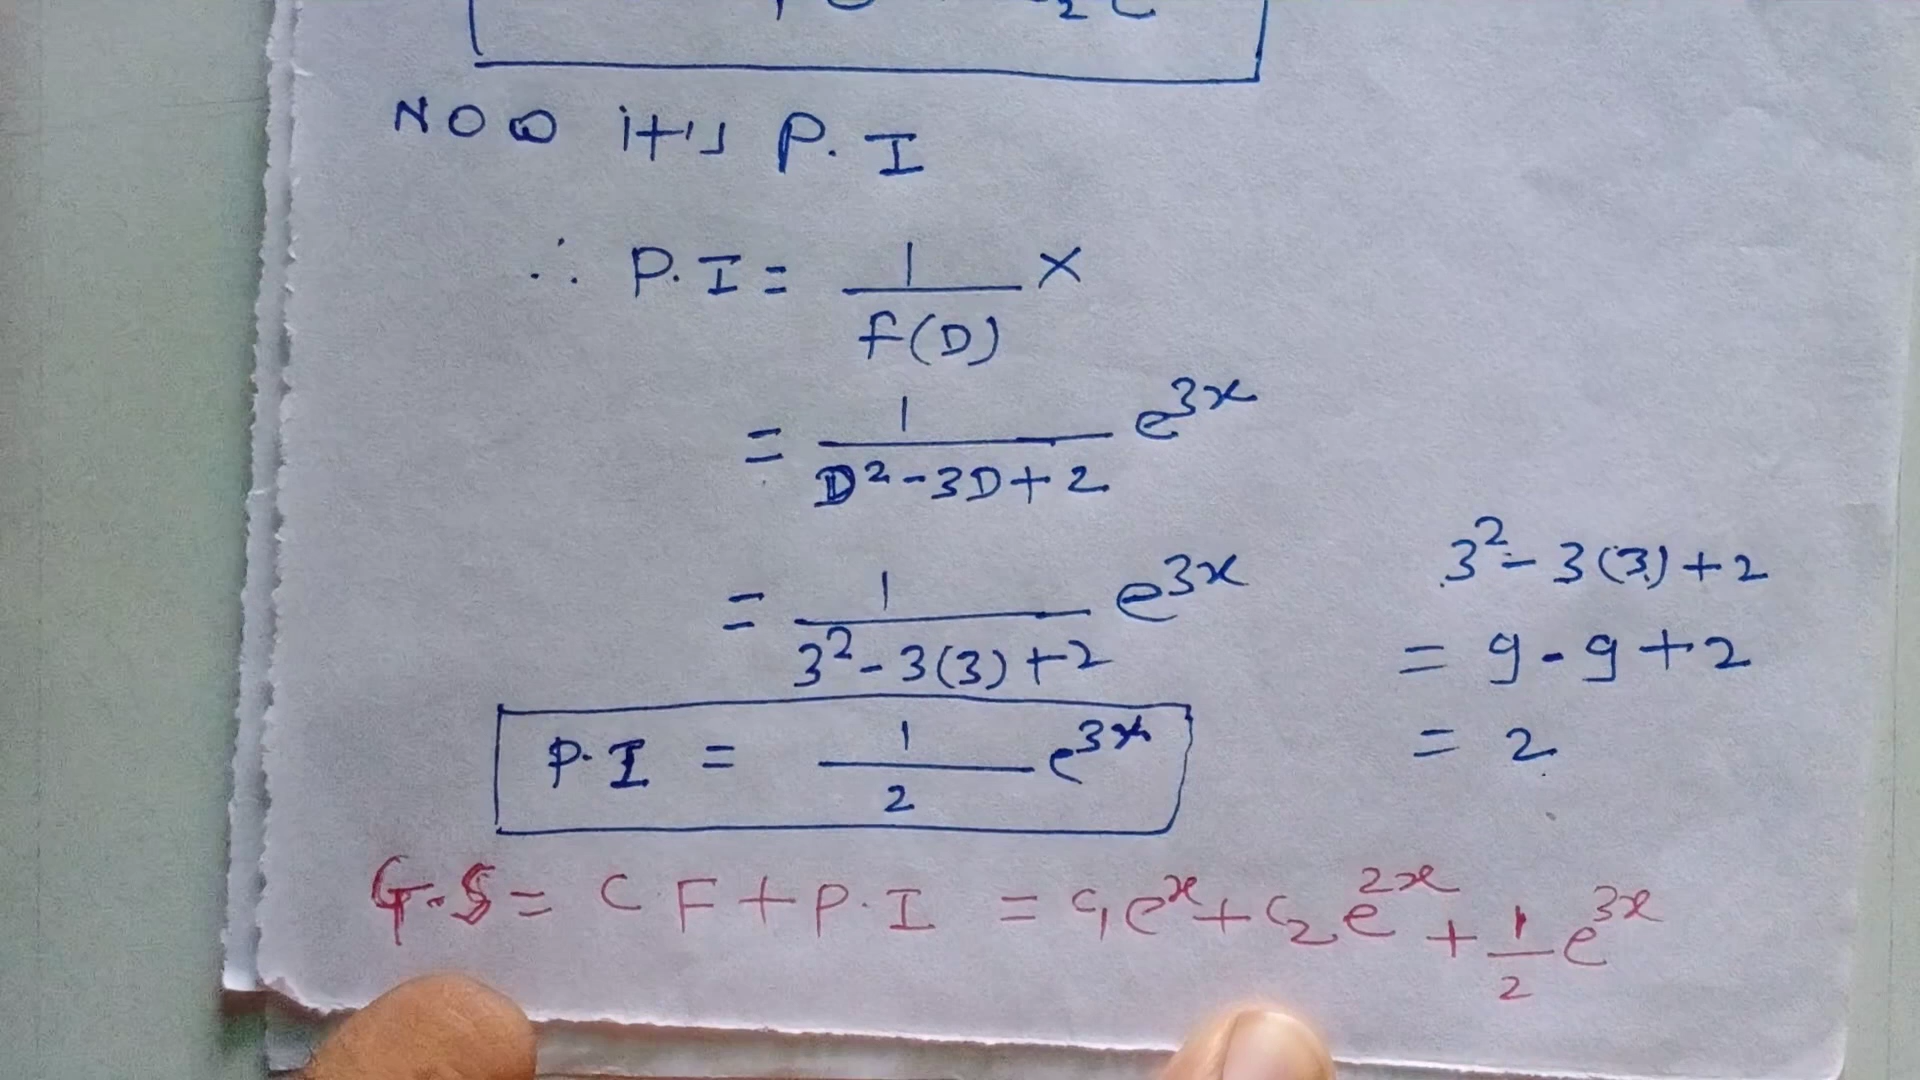 NOW it's P.I
∴ P.I = 1/f(D) X
= 1/(D²-3D+2) e^3x
= 1/(3²-3(3)+2) e^3x
3²-3(3)+2
= 9-9+2
= 2
P.I = 1/2 e^3x
G.S = CF+P.I = c₁e^x+c₂e^2x+1/2 e^3x